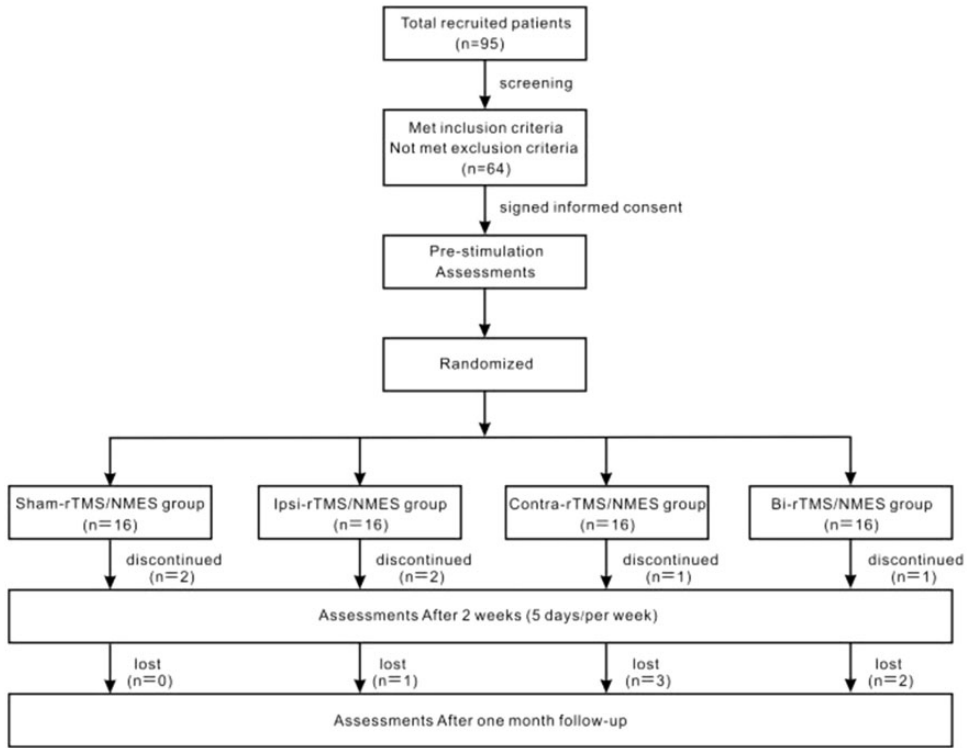 Total recruited patients
(n=95)
screening
Met inclusion criteria
Not met exclusion criteria
(n=64)
signed informed consent
Pre-stimulation
Assessments
Randomized
Sham-rTMS/NMES group
(n=16)
Ipsi-rTMS/NMES group
(n=16)
Contra-rTMS/NMES group
(n=16)
Bi-rTMS/NMES group
(n=16)
discontinued
(n=2)
discontinued
(n=2)
discontinued
(n=1)
discontinued
(n=1)
Assessments After 2 weeks (5 days/per week)
lost
(n=0)
lost
(n=1)
lost
(n=3)
lost
(n=2)
Assessments After one month follow-up